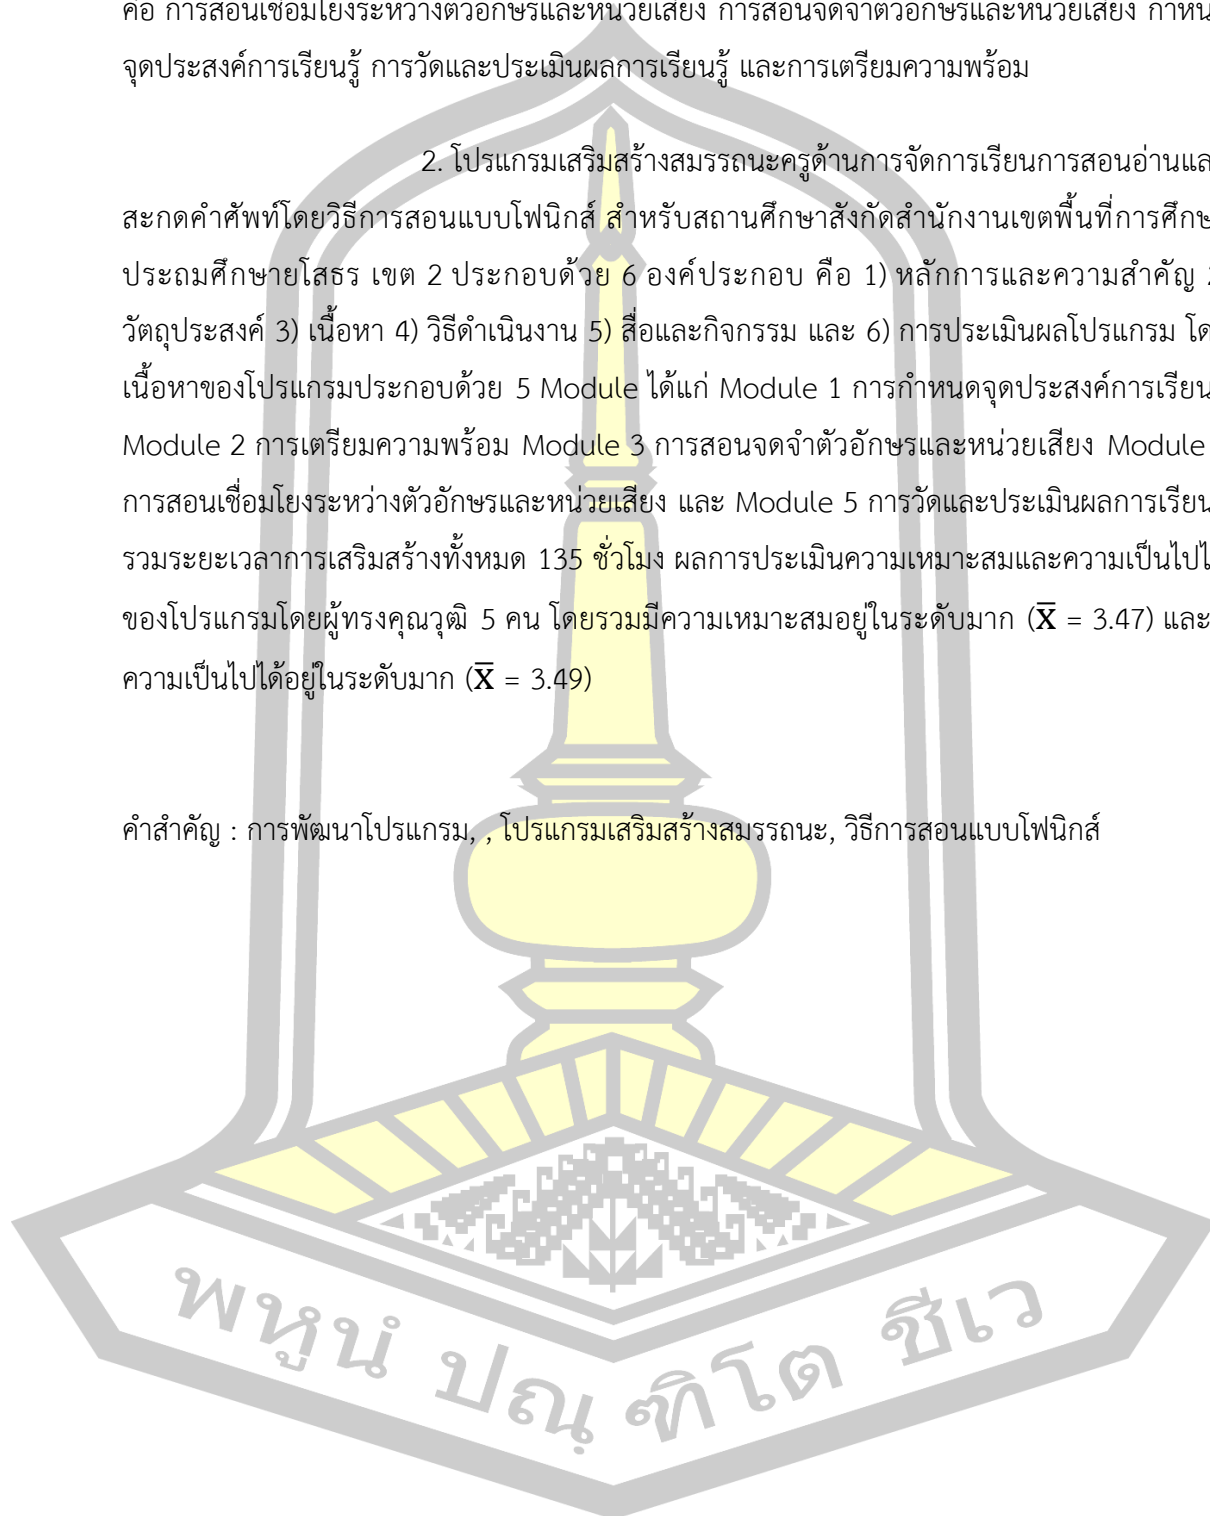 คือ การสอนเชื่อมโยงระหว่างตัวอักษรและหน่วยเสียง การสอนจดจำตัวอักษรและหน่วยเสียง กำหน
จุดประสงค์การเรียนรู้ การวัดและประเมินผลการเรียนรู้ และการเตรียมความพร้อม
2. โปรแกรมเสริมสร้างสมรรถนะครูด้านการจัดการเรียนการสอนอ่านแล
สะกดคำศัพท์โดยวิธีการสอนแบบโฟนิกส์ สำหรับสถานศึกษาสังกัดสำนักงานเขตพื้นที่การศึกษ
ประถมศึกษายโสธร เขต 2 ประกอบด้วย 6 องค์ประกอบ คือ 1) หลักการและความสำคัญ 2
วัตถุประสงค์ 3) เนื้อหา 4) วิธีดำเนินงาน 5) สื่อและกิจกรรม และ 6) การประเมินผลโปรแกรม โด
เนื้อหาของโปรแกรมประกอบด้วย 5 Module ได้แก่ Module 1 การกำหนดจุดประสงค์การเรียน
Module 2 การเตรียมความพร้อม Module 3 การสอนจดจำตัวอักษรและหน่วยเสียง Module
การสอนเชื่อมโยงระหว่างตัวอักษรและหน่วยเสียง และ Module 5 การวัดและประเมินผลการเรียน
รวมระยะเวลาการเสริมสร้างทั้งหมด 135 ชั่วโมง ผลการประเมินความเหมาะสมและความเป็นไปไ
ของโปรแกรมโดยผู้ทรงคุณวุฒิ 5 คน โดยรวมมีความเหมาะสมอยู่ในระดับมาก (X̅ = 3.47) และ
ความเป็นไปได้อยู่ในระดับมาก (X̅ = 3.49)
คำสำคัญ : การพัฒนาโปรแกรม, , โปรแกรมเสริมสร้างสมรรถนะ, วิธีการสอนแบบโฟนิกส์
พหูนํ ปณฺฑิโต ชีเว